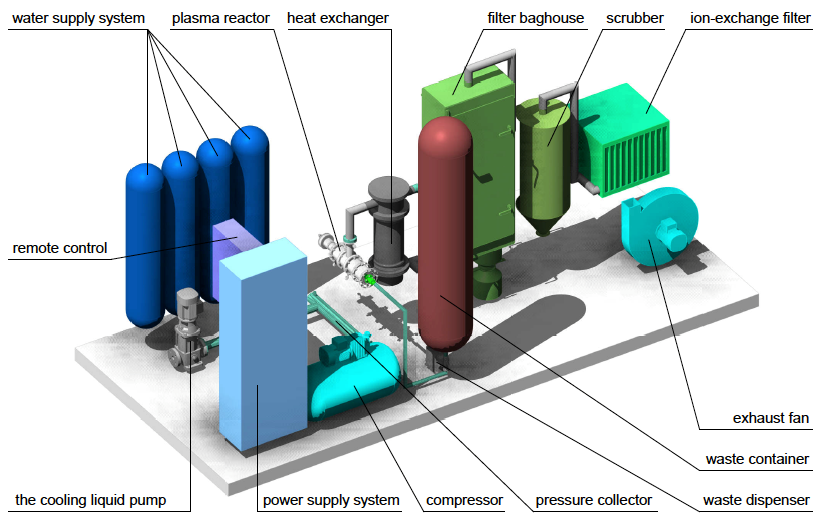 water supply system
plasma reactor
heat exchanger
filter baghouse
scrubber
ion-exchange filter
remote control
exhaust fan
waste container
the cooling liquid pump
power supply system
compressor
pressure collector
waste dispenser